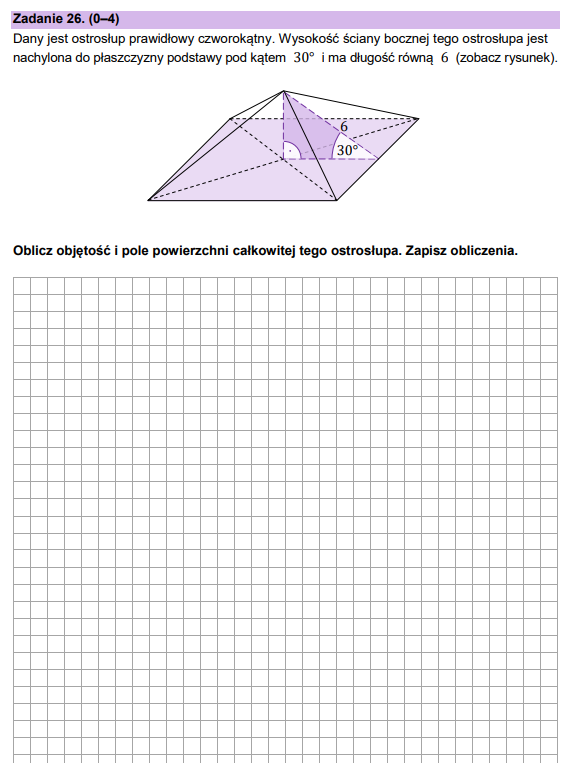 Zadanie 26. (0–4)
Dany jest ostrosłup prawidłowy czworokątny. Wysokość ściany bocznej tego ostrosłupa jest
nachylona do płaszczyzny podstawy pod kątem 30° i ma długość równą 6 (zobacz rysunek).
6
30°
Oblicz objętość i pole powierzchni całkowitej tego ostrosłupa. Zapisz obliczenia.